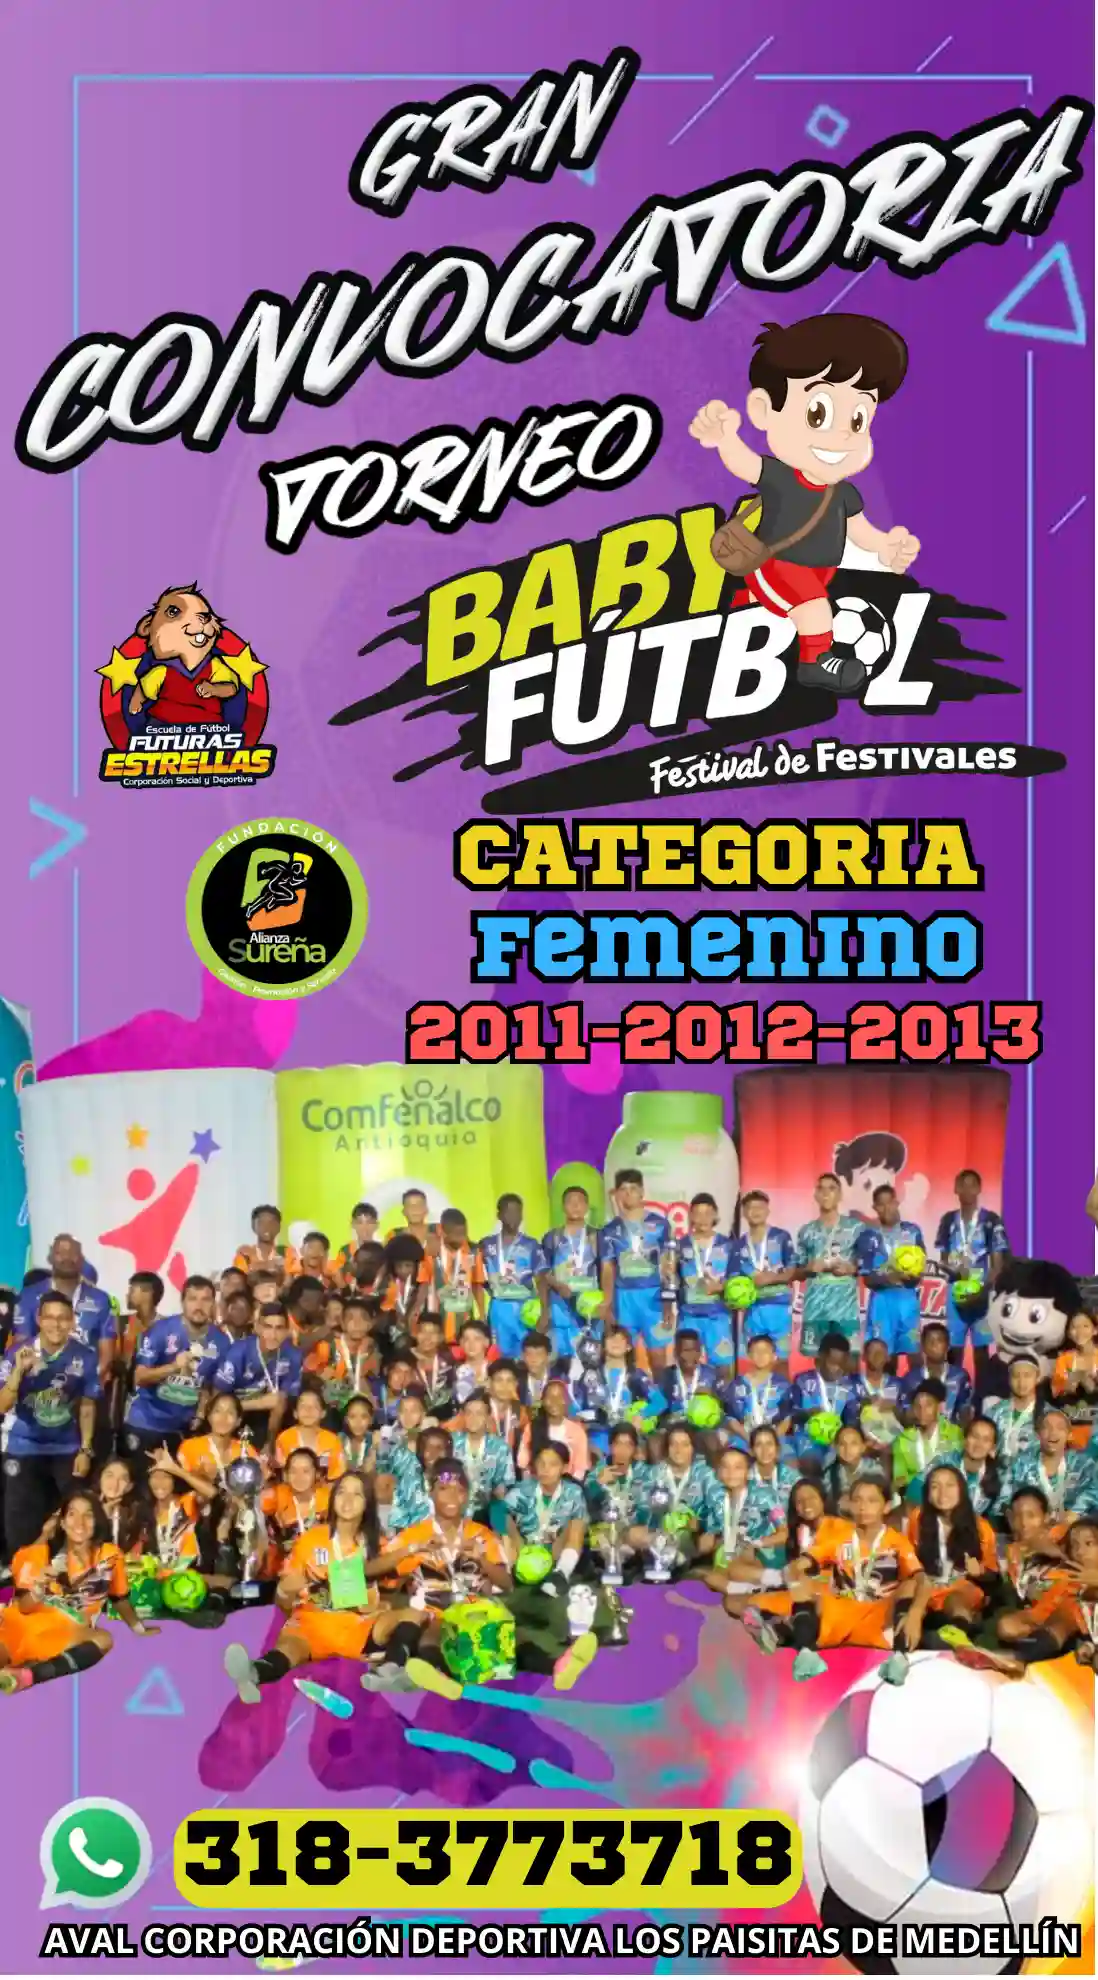 GRAN
CONVOCATORIA
TORNEO
BABY
FÚTBOL
Festival de Festivales
Escuela de Fútbol
FUTURAS
ESTRELLAS
Corporación Social y Deportiva
CATEGORIA
Femenino
2011-2012-2013
FUNDACIÓN
Alianza
Sureña
Comfenalco
Antioquia
318-3773718
AVAL CORPORACIÓN DEPORTIVA LOS PAISITAS DE MEDELLÍN